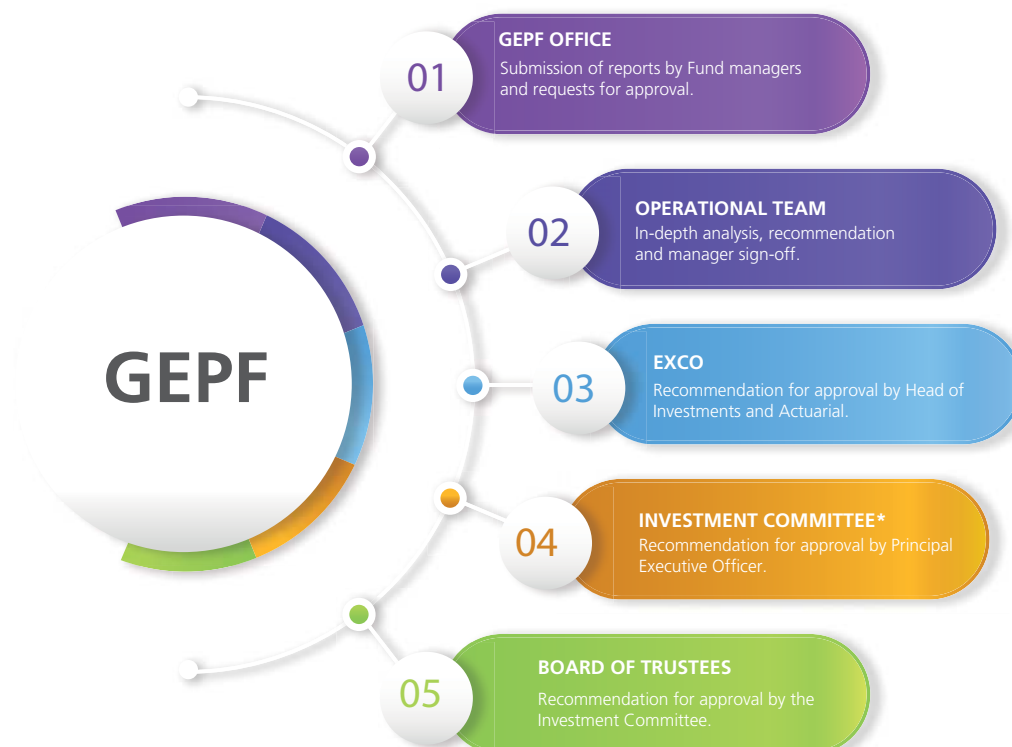 GEPF
01
GEPF OFFICE
Submission of reports by Fund managers
and requests for approval.
02
OPERATIONAL TEAM
In-depth analysis, recommendation
and manager sign-off.
03
EXCO
Recommendation for approval by Head of
Investments and Actuarial.
04
INVESTMENT COMMITTEE*
Recommendation for approval by Principal
Executive Officer.
05
BOARD OF TRUSTEES
Recommendation for approval by the
Investment Committee.